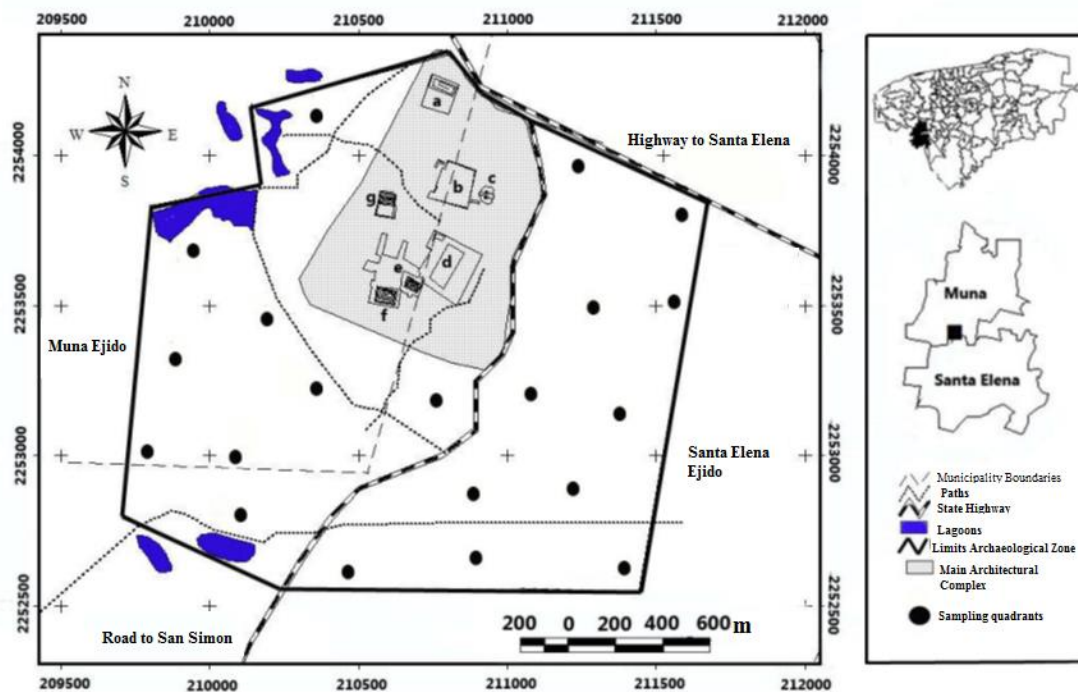 209500 210000 210500 211000 211500 212000
N
W E
S
a
Highway to Santa Elena
2254000
2254000
b
c
g
d
e
f
2253500
2253500
Muna Ejido
Santa Elena
Ejido
2253000
2253000
2252500
2252500
Road to San Simon
200 0 200 400 600 m
209500 210000 210500 211000 211500 212000
Muna
Santa Elena
Municipality Boundaries
Paths
State Highway
Lagoons
Limits Archaeological Zone
Main Architectural
Complex
Sampling quadrants